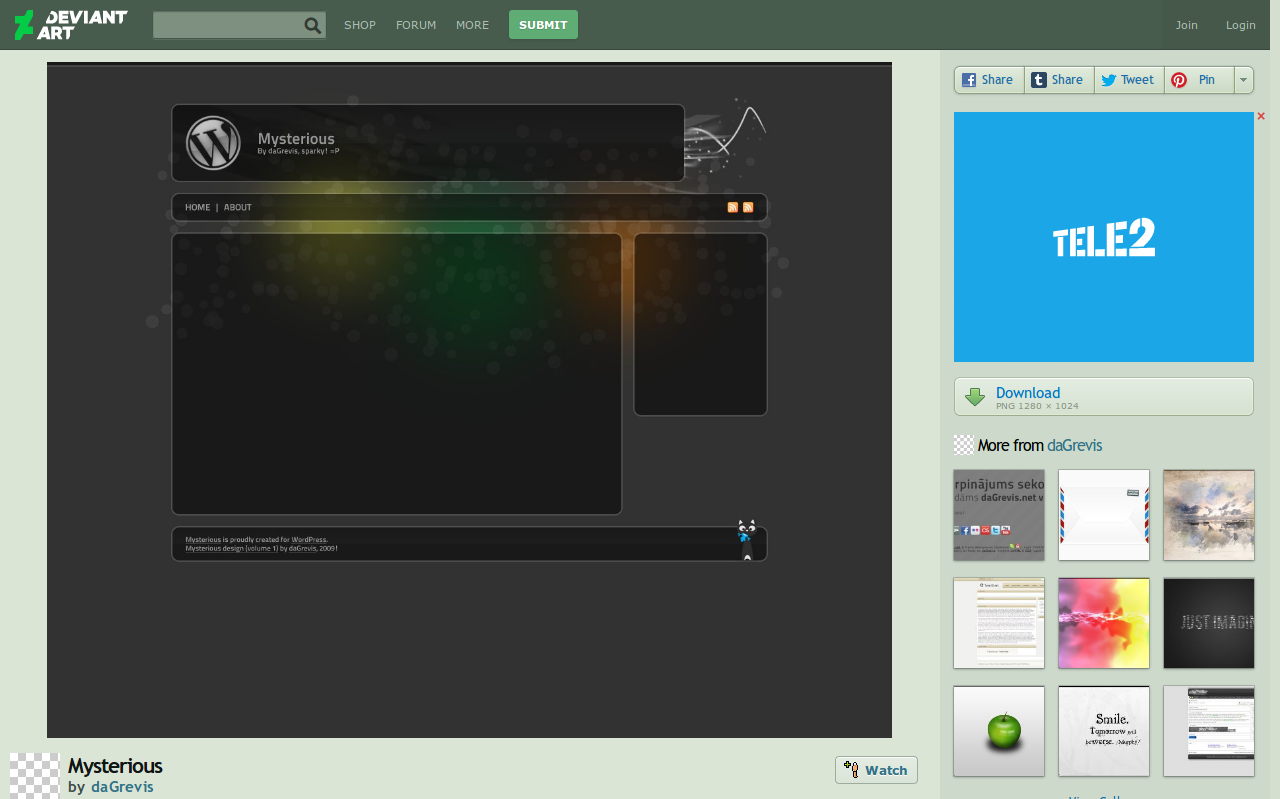 DEVIANT
ART
SHOP FORUM MORE SUBMIT
Join Login
Mysterious
By daGrevis, sparky! =P
HOME | ABOUT
Mysterious is proudly created for WordPress.
Mysterious design (volume 1) by daGrevis, 2009!
Mysterious
by daGrevis
Watch
Share Share Tweet Pin
TELE2
Download
PNG 1280 × 1024
More from daGrevis
rpinājums seko
dāms daGrevis.net v
JUST IMAGIN
Smile.
Tomorrow will
be worse.